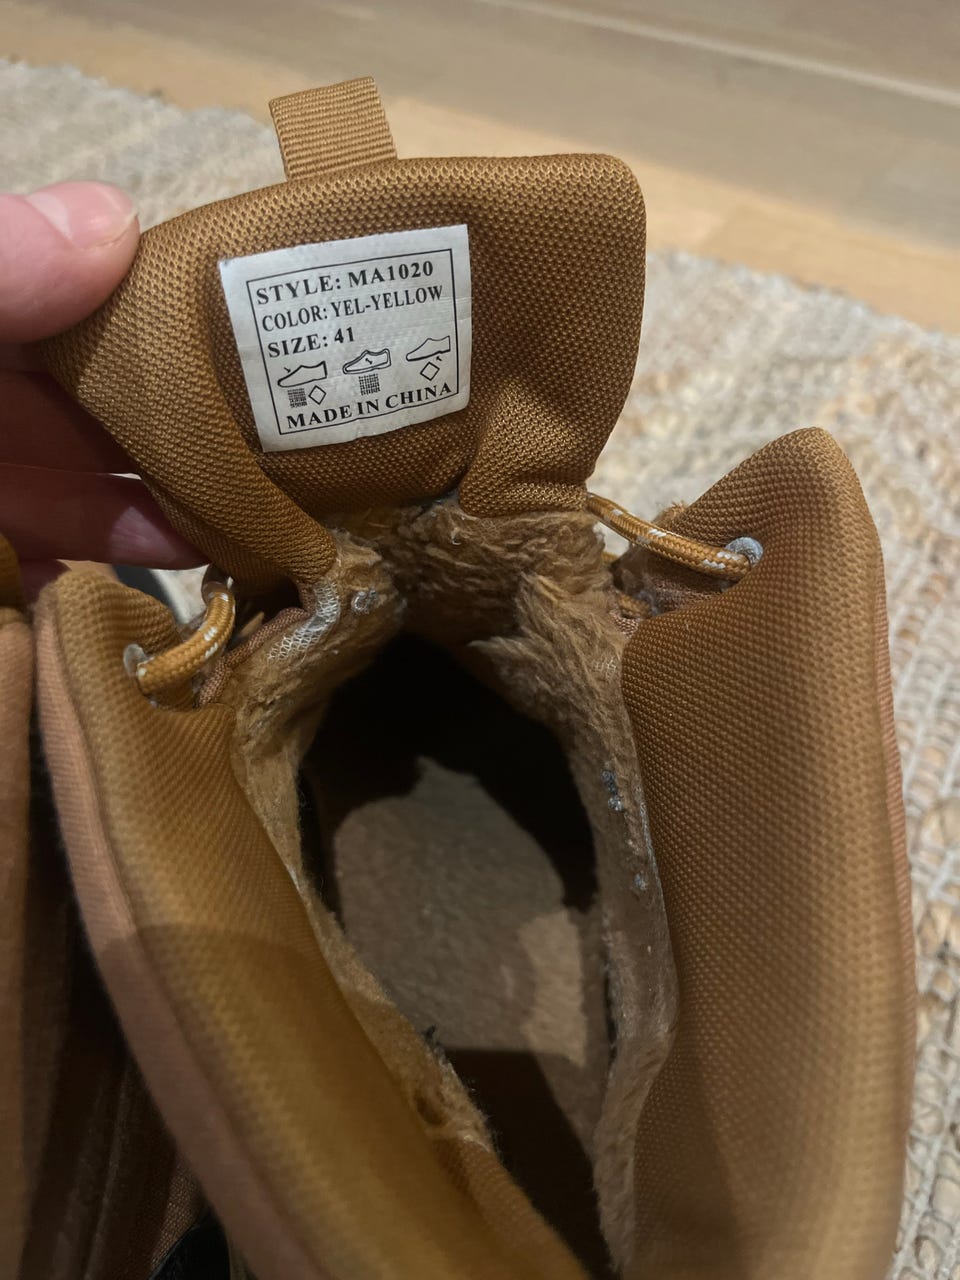 STYLE: MA1020
COLOR: YEL-YELLOW
SIZE: 41
MADE IN CHINA